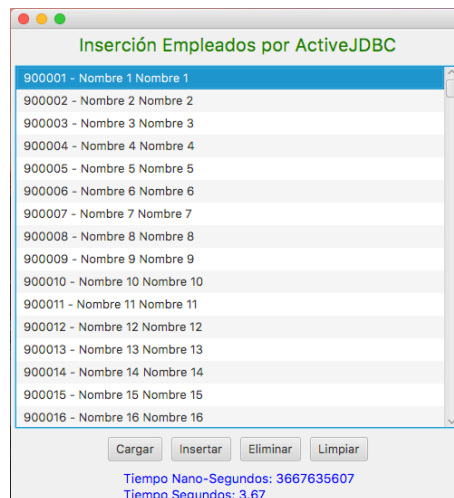 Inserción Empleados por ActiveJDBC
900001 - Nombre 1 Nombre 1
900002 - Nombre 2 Nombre 2
900003 - Nombre 3 Nombre 3
900004 - Nombre 4 Nombre 4
900005 - Nombre 5 Nombre 5
900006 - Nombre 6 Nombre 6
900007 - Nombre 7 Nombre 7
900008 - Nombre 8 Nombre 8
900009 - Nombre 9 Nombre 9
900010 - Nombre 10 Nombre 10
900011 - Nombre 11 Nombre 11
900012 - Nombre 12 Nombre 12
900013 - Nombre 13 Nombre 13
900014 - Nombre 14 Nombre 14
900015 - Nombre 15 Nombre 15
900016 - Nombre 16 Nombre 16
Cargar Insertar Eliminar Limpiar
Tiempo Nano-Segundos: 3667635607
Tiempo Segundos: 3.67